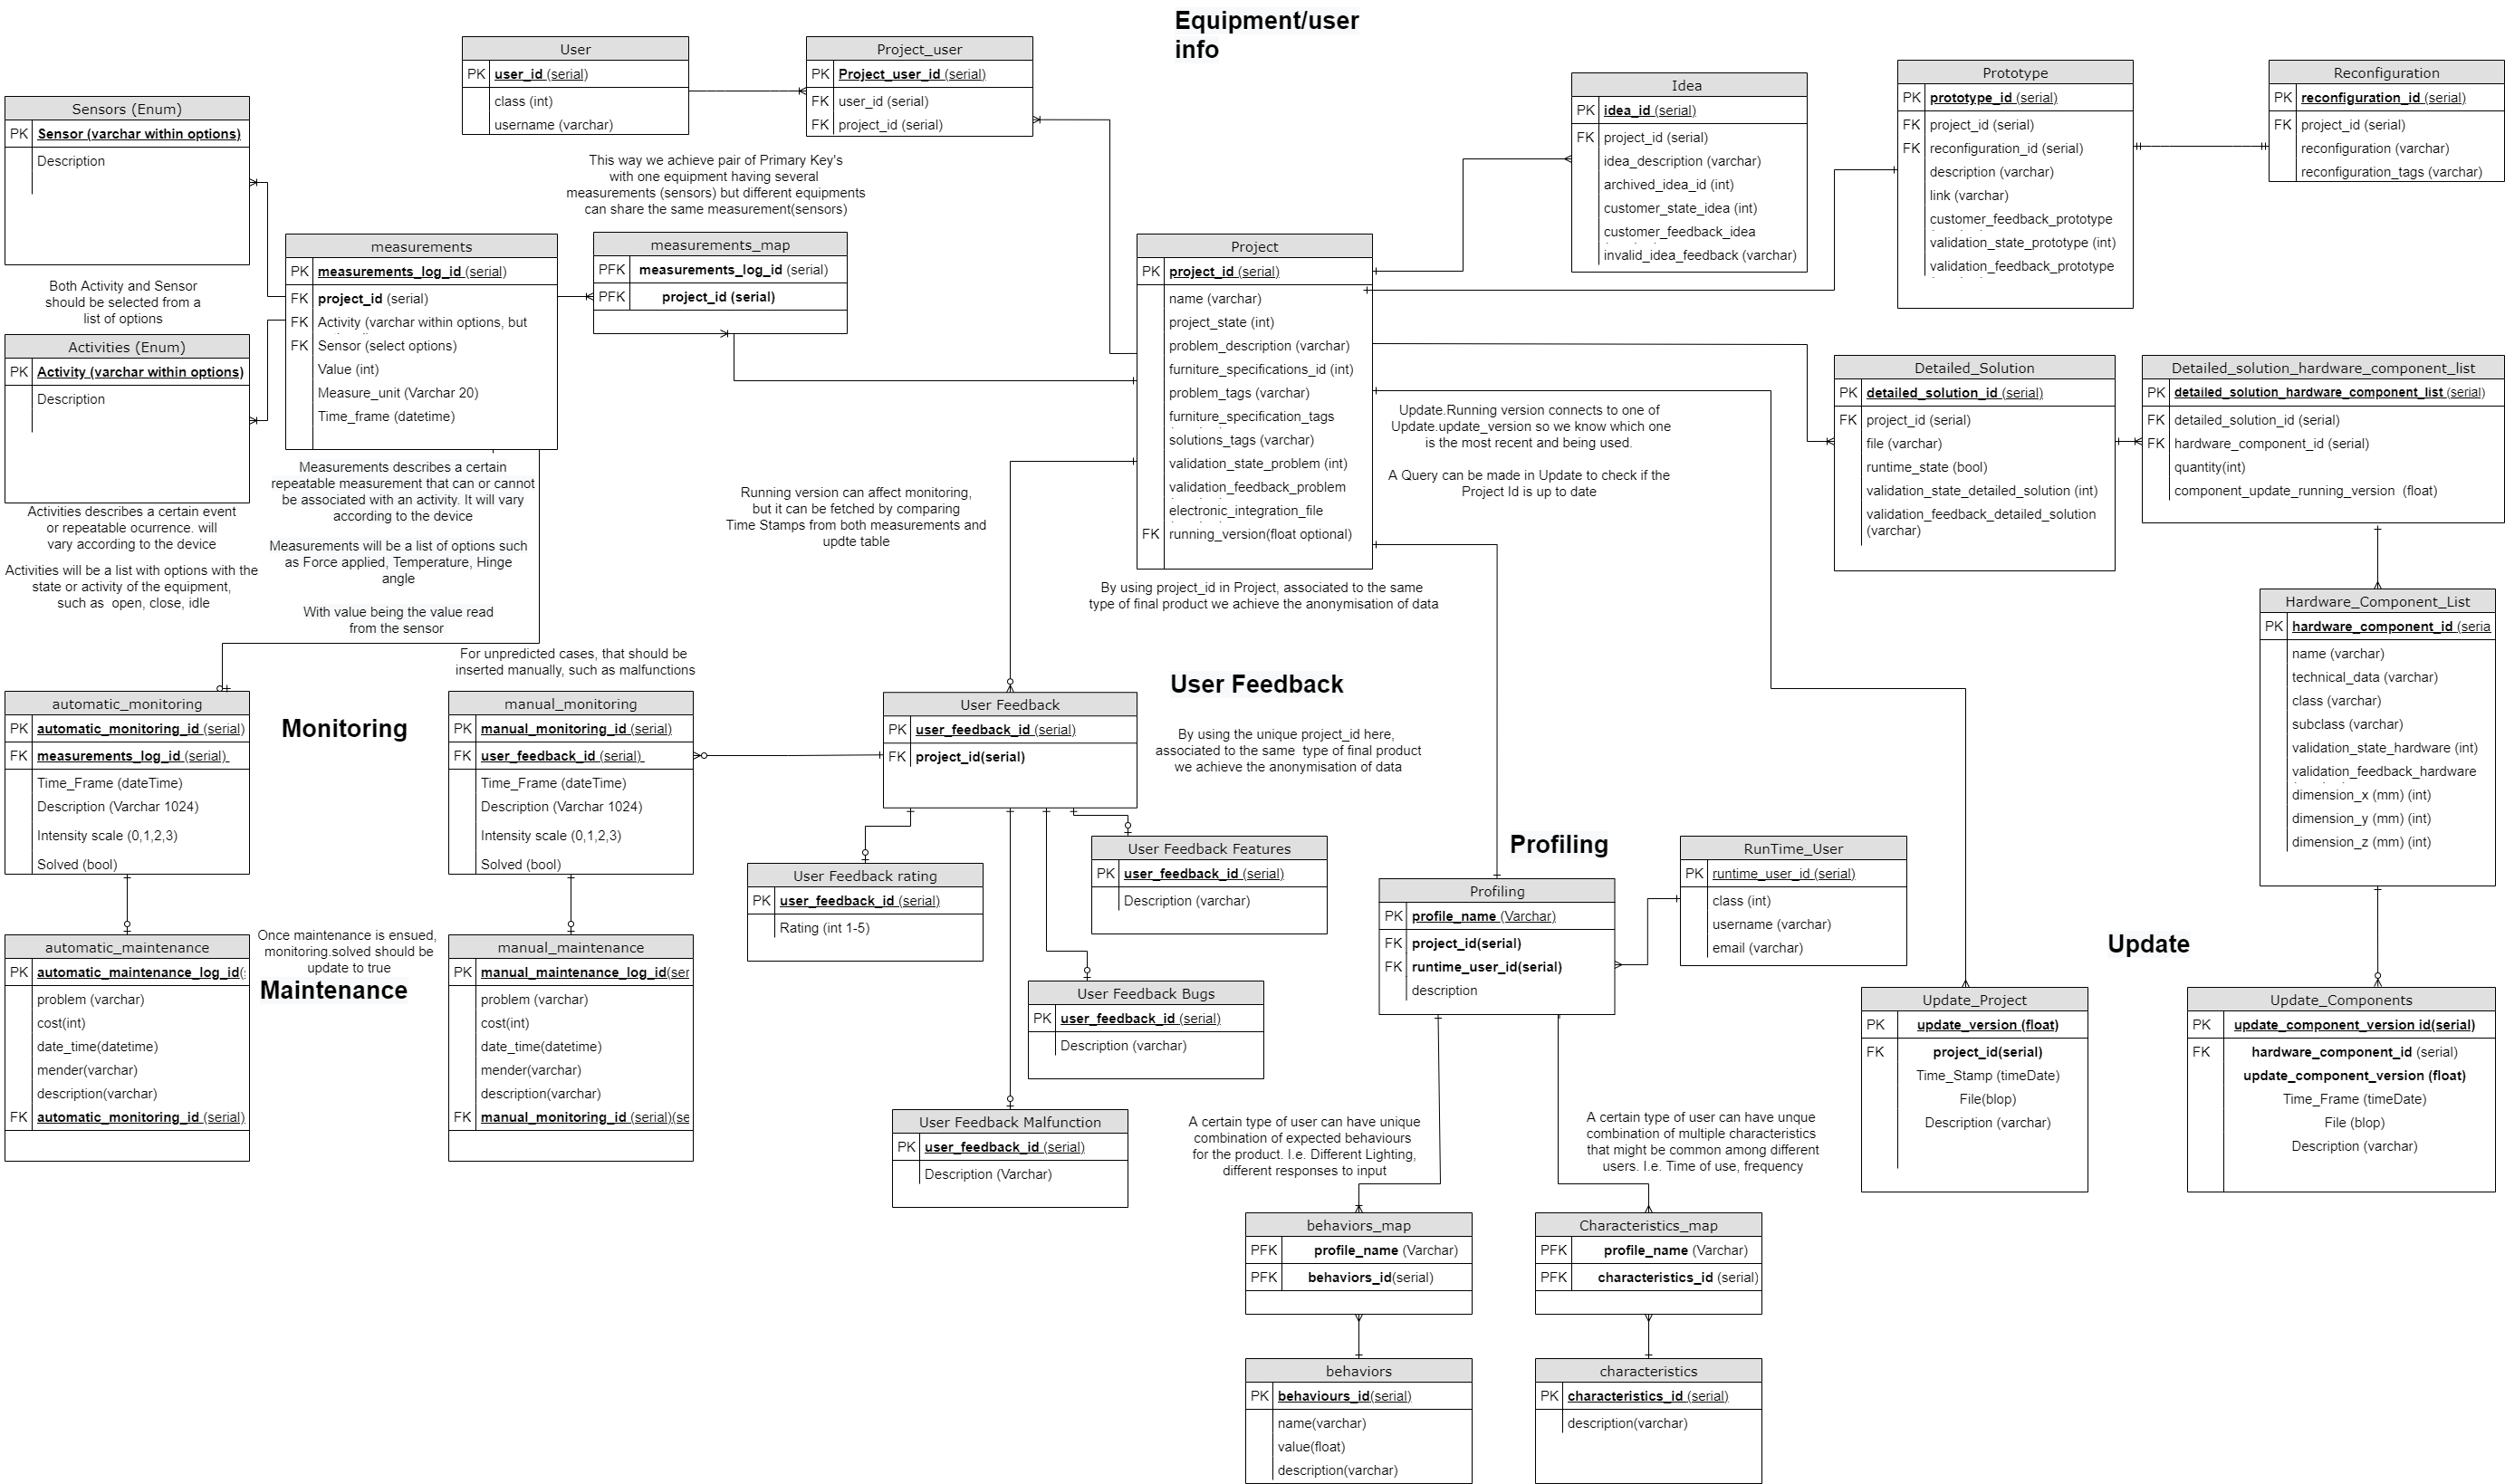 Equipment/user
info
User
PK user_id (serial)
class (int)
username (varchar)
Project_user
PK Project_user_id (serial)
FK user_id (serial)
FK project_id (serial)
This way we achieve pair of Primary Key's
with one equipment having several
measurements (sensors) but different equipments
can share the same measurement(sensors)
Sensors (Enum)
PK Sensor (varchar within options)
Description
Both Activity and Sensor
should be selected from a
list of options
Activities (Enum)
PK Activity (varchar within options)
Description
Activities describes a certain event
or repeatable ocurrence. will
vary according to the device
Activities will be a list with options with the
state or activity of the equipment,
such as open, close, idle
measurements
PK measurements_log_id (serial)
FK project_id (serial)
FK Activity (varchar within options, but
FK Sensor (select options)
Value (int)
Measure_unit (Varchar 20)
Time_frame (datetime)
Measurements describes a certain
repeatable measurement that can or cannot
be associated with an activity. It will vary
according to the device
Measurements will be a list of options such
as Force applied, Temperature, Hinge
angle
With value being the value read
from the sensor
measurements_map
PFK measurements_log_id (serial)
PFK project_id (serial)
Project
PK project_id (serial)
name (varchar)
project_state (int)
problem_description (varchar)
furniture_specifications_id (int)
problem_tags (varchar)
furniture_specification_tags
solutions_tags (varchar)
validation_state_problem (int)
validation_feedback_problem
electronic_integration_file
FK running_version(float optional)
By using project_id in Project, associated to the same
type of final product we achieve the anonymisation of data
Idea
PK idea_id (serial)
FK project_id (serial)
idea_description (varchar)
archived_idea_id (int)
customer_state_idea (int)
customer_feedback_idea
invalid_idea_feedback (varchar)
Prototype
PK prototype_id (serial)
FK project_id (serial)
FK reconfiguration_id (serial)
description (varchar)
link (varchar)
customer_feedback_prototype
validation_state_prototype (int)
validation_feedback_prototype
Reconfiguration
PK reconfiguration_id (serial)
FK project_id (serial)
reconfiguration (varchar)
reconfiguration_tags (varchar)
Detailed_Solution
PK detailed_solution_id (serial)
FK project_id (serial)
file (varchar)
runtime_state (bool)
validation_state_detailed_solution (int)
validation_feedback_detailed_solution
(varchar)
Detailed_solution_hardware_component_list
PK detailed_solution_hardware_component_list (serial)
FK detailed_solution_id (serial)
FK hardware_component_id (serial)
quantity(int)
component_update_running_version (float)
Update.Running version connects to one of
Update.update_version so we know which one
is the most recent and being used.
A Query can be made in Update to check if the
Project Id is up to date
Running version can affect monitoring,
but it can be fetched by comparing
Time Stamps from both measurements and
updte table
Hardware_Component_List
PK hardware_component_id (seria
name (varchar)
technical_data (varchar)
class (varchar)
subclass (varchar)
validation_state_hardware (int)
validation_feedback_hardware
dimension_x (mm) (int)
dimension_y (mm) (int)
dimension_z (mm) (int)
For unpredicted cases, that should be
inserted manually, such as malfunctions
Monitoring
automatic_monitoring
PK automatic_monitoring_id (serial)
FK measurements_log_id (serial)
Time_Frame (dateTime)
Description (Varchar 1024)
Intensity scale (0,1,2,3)
Solved (bool)
manual_monitoring
PK manual_monitoring_id (serial)
FK user_feedback_id (serial)
Time_Frame (dateTime)
Description (Varchar 1024)
Intensity scale (0,1,2,3)
Solved (bool)
User Feedback
User Feedback
PK user_feedback_id (serial)
FK project_id(serial)
By using the unique project_id here,
associated to the same type of final product
we achieve the anonymisation of data
User Feedback rating
PK user_feedback_id (serial)
Rating (int 1-5)
User Feedback Features
PK user_feedback_id (serial)
Description (varchar)
User Feedback Bugs
PK user_feedback_id (serial)
Description (varchar)
User Feedback Malfunction
PK user_feedback_id (serial)
Description (Varchar)
Once maintenance is ensued,
monitoring.solved should be
update to true
Maintenance
automatic_maintenance
PK automatic_maintenance_log_id(
problem (varchar)
cost(int)
date_time(datetime)
mender(varchar)
description(varchar)
FK automatic_monitoring_id (serial)
manual_maintenance
PK manual_maintenance_log_id(ser
problem (varchar)
cost(int)
date_time(datetime)
mender(varchar)
description(varchar)
FK manual_monitoring_id (serial)(se
Profiling
Profiling
PK profile_name (Varchar)
FK project_id(serial)
FK runtime_user_id(serial)
description
RunTime_User
PK runtime_user_id (serial)
class (int)
username (varchar)
email (varchar)
A certain type of user can have unique
combination of expected behaviours
for the product. I.e. Different Lighting,
different responses to input
A certain type of user can have unque
combination of multiple characteristics
that might be common among different
users. I.e. Time of use, frequency
behaviors_map
PFK profile_name (Varchar)
PFK behaviors_id(serial)
Characteristics_map
PFK profile_name (Varchar)
PFK characteristics_id (serial)
behaviors
PK behaviours_id(serial)
name(varchar)
value(float)
description(varchar)
characteristics
PK characteristics_id (serial)
description(varchar)
Update
Update_Project
PK update_version (float)
FK project_id(serial)
Time_Stamp (timeDate)
File(blop)
Description (varchar)
Update_Components
PK update_component_version id(serial)
FK hardware_component_id (serial)
update_component_version (float)
Time_Frame (timeDate)
File (blop)
Description (varchar)